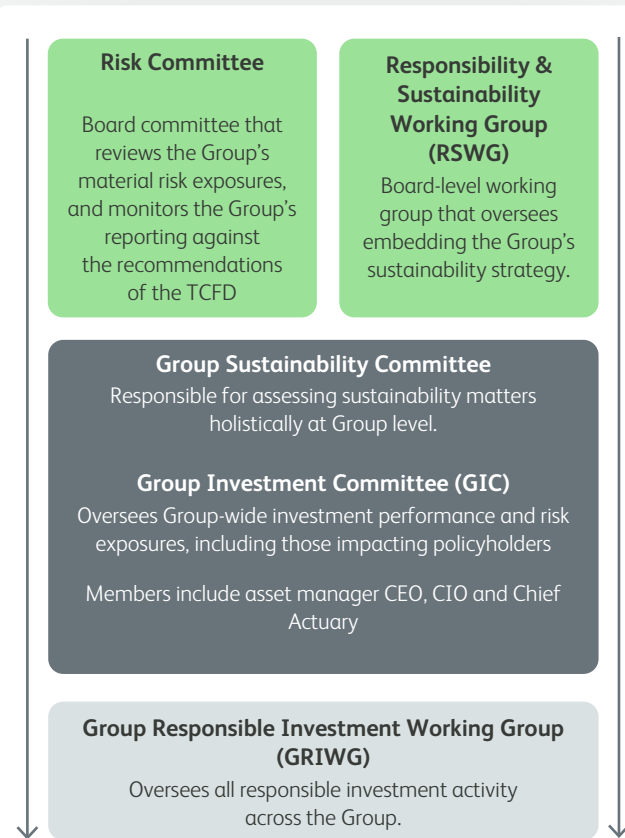 Risk Committee
Board committee that
reviews the Group's
material risk exposures,
and monitors the Group's
reporting against
the recommendations
of the TCFD
Responsibility &
Sustainability
Working Group
(RSWG)
Board-level working
group that oversees
embedding the Group's
sustainability strategy.
Group Sustainability Committee
Responsible for assessing sustainability matters
holistically at Group level.
Group Investment Committee (GIC)
Oversees Group-wide investment performance and risk
exposures, including those impacting policyholders
Members include asset manager CEO, CIO and Chief
Actuary
Group Responsible Investment Working Group
(GRIWG)
Oversees all responsible investment activity
across the Group.